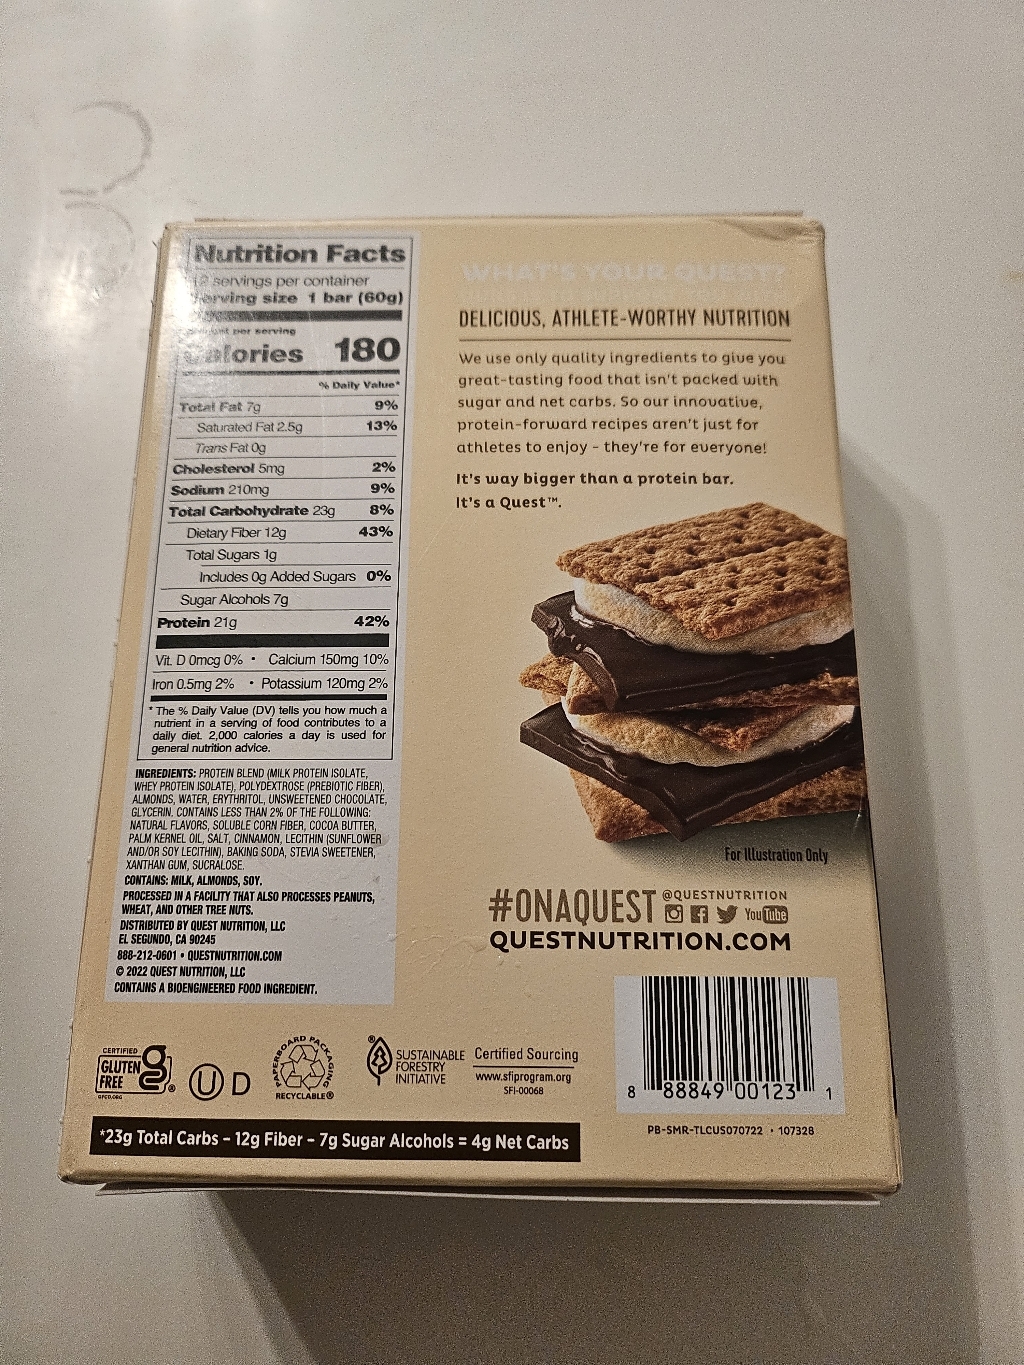 Nutrition Facts
12 servings per container
Serving size 1 bar (60g)
Amount per serving
Calories 180
% Daily Value*
Total Fat 7g 9%
Saturated Fat 2.5g 13%
Trans Fat 0g
Cholesterol 5mg 2%
Sodium 210mg 9%
Total Carbohydrate 23g 8%
Dietary Fiber 12g 43%
Total Sugars 1g
Includes 0g Added Sugars 0%
Sugar Alcohols 7g
Protein 21g 42%
Vit. D 0mcg 0% • Calcium 150mg 10%
Iron 0.5mg 2% • Potassium 120mg 2%
* The % Daily Value (DV) tells you how much a
nutrient in a serving of food contributes to a
daily diet. 2,000 calories a day is used for
general nutrition advice.
INGREDIENTS: PROTEIN BLEND (MILK PROTEIN ISOLATE,
WHEY PROTEIN ISOLATE), POLYDEXTROSE (PREBIOTIC FIBER),
ALMONDS, WATER, ERYTHRITOL, UNSWEETENED CHOCOLATE,
GLYCERIN. CONTAINS LESS THAN 2% OF THE FOLLOWING:
NATURAL FLAVORS, SOLUBLE CORN FIBER, COCOA BUTTER,
PALM KERNEL OIL, SALT, CINNAMON, LECITHIN (SUNFLOWER
AND/OR SOY LECITHIN), BAKING SODA, STEVIA SWEETENER,
XANTHAN GUM, SUCRALOSE.
CONTAINS: MILK, ALMONDS, SOY.
PROCESSED IN A FACILITY THAT ALSO PROCESSES PEANUTS,
WHEAT, AND OTHER TREE NUTS.
DISTRIBUTED BY QUEST NUTRITION, LLC
EL SEGUNDO, CA 90245
888-212-0601 • QUESTNUTRITION.COM
© 2022 QUEST NUTRITION, LLC
CONTAINS A BIOENGINEERED FOOD INGREDIENT.
WHAT'S YOUR QUEST?
DELICIOUS, ATHLETE-WORTHY NUTRITION
We use only quality ingredients to give you
great-tasting food that isn't packed with
sugar and net carbs. So our innovative,
protein-forward recipes aren't just for
athletes to enjoy – they're for everyone!
It's way bigger than a protein bar.
It's a Quest™.
For Illustration Only
#ONAQUEST @QUESTNUTRITION
YouTube
QUESTNUTRITION.COM
CERTIFIED
GLUTEN
FREE
®
GFCO.ORG
U D
PAPERBOARD PACKAGING
RECYCLABLE®
®
SUSTAINABLE
FORESTRY
INITIATIVE
Certified Sourcing
www.sfiprogram.org
SFI-00068
8 88849 00123 1
PB-SMR-TLCUS070722 • 107328
*23g Total Carbs – 12g Fiber – 7g Sugar Alcohols = 4g Net Carbs